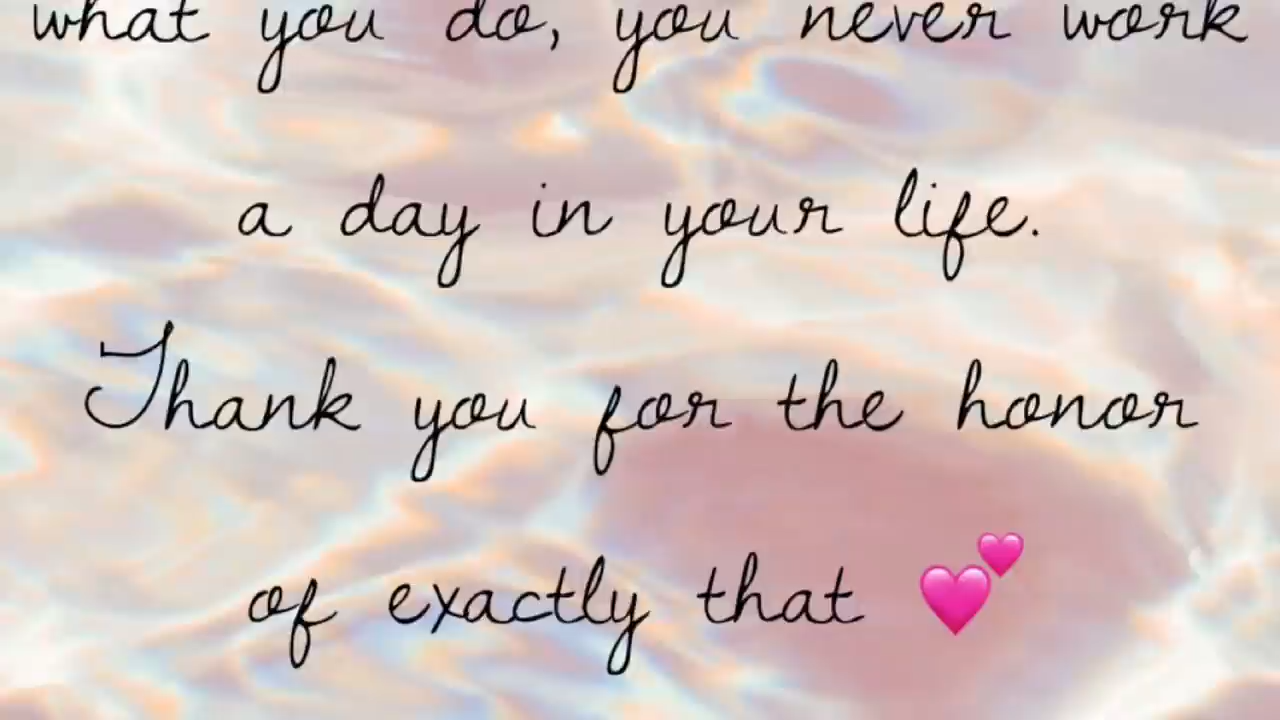 what you do, you never work
a day in your life.
Thank you for the honor
of exactly that 💕